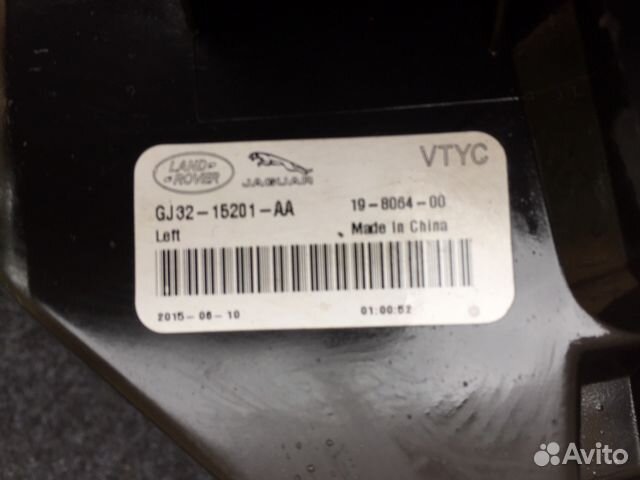 LAND ROVER
JAGUAR
VTYC
GJ32-15201-AA
19-8064-00
Left
Made in China
2015-06-10
01:00:52
Avito